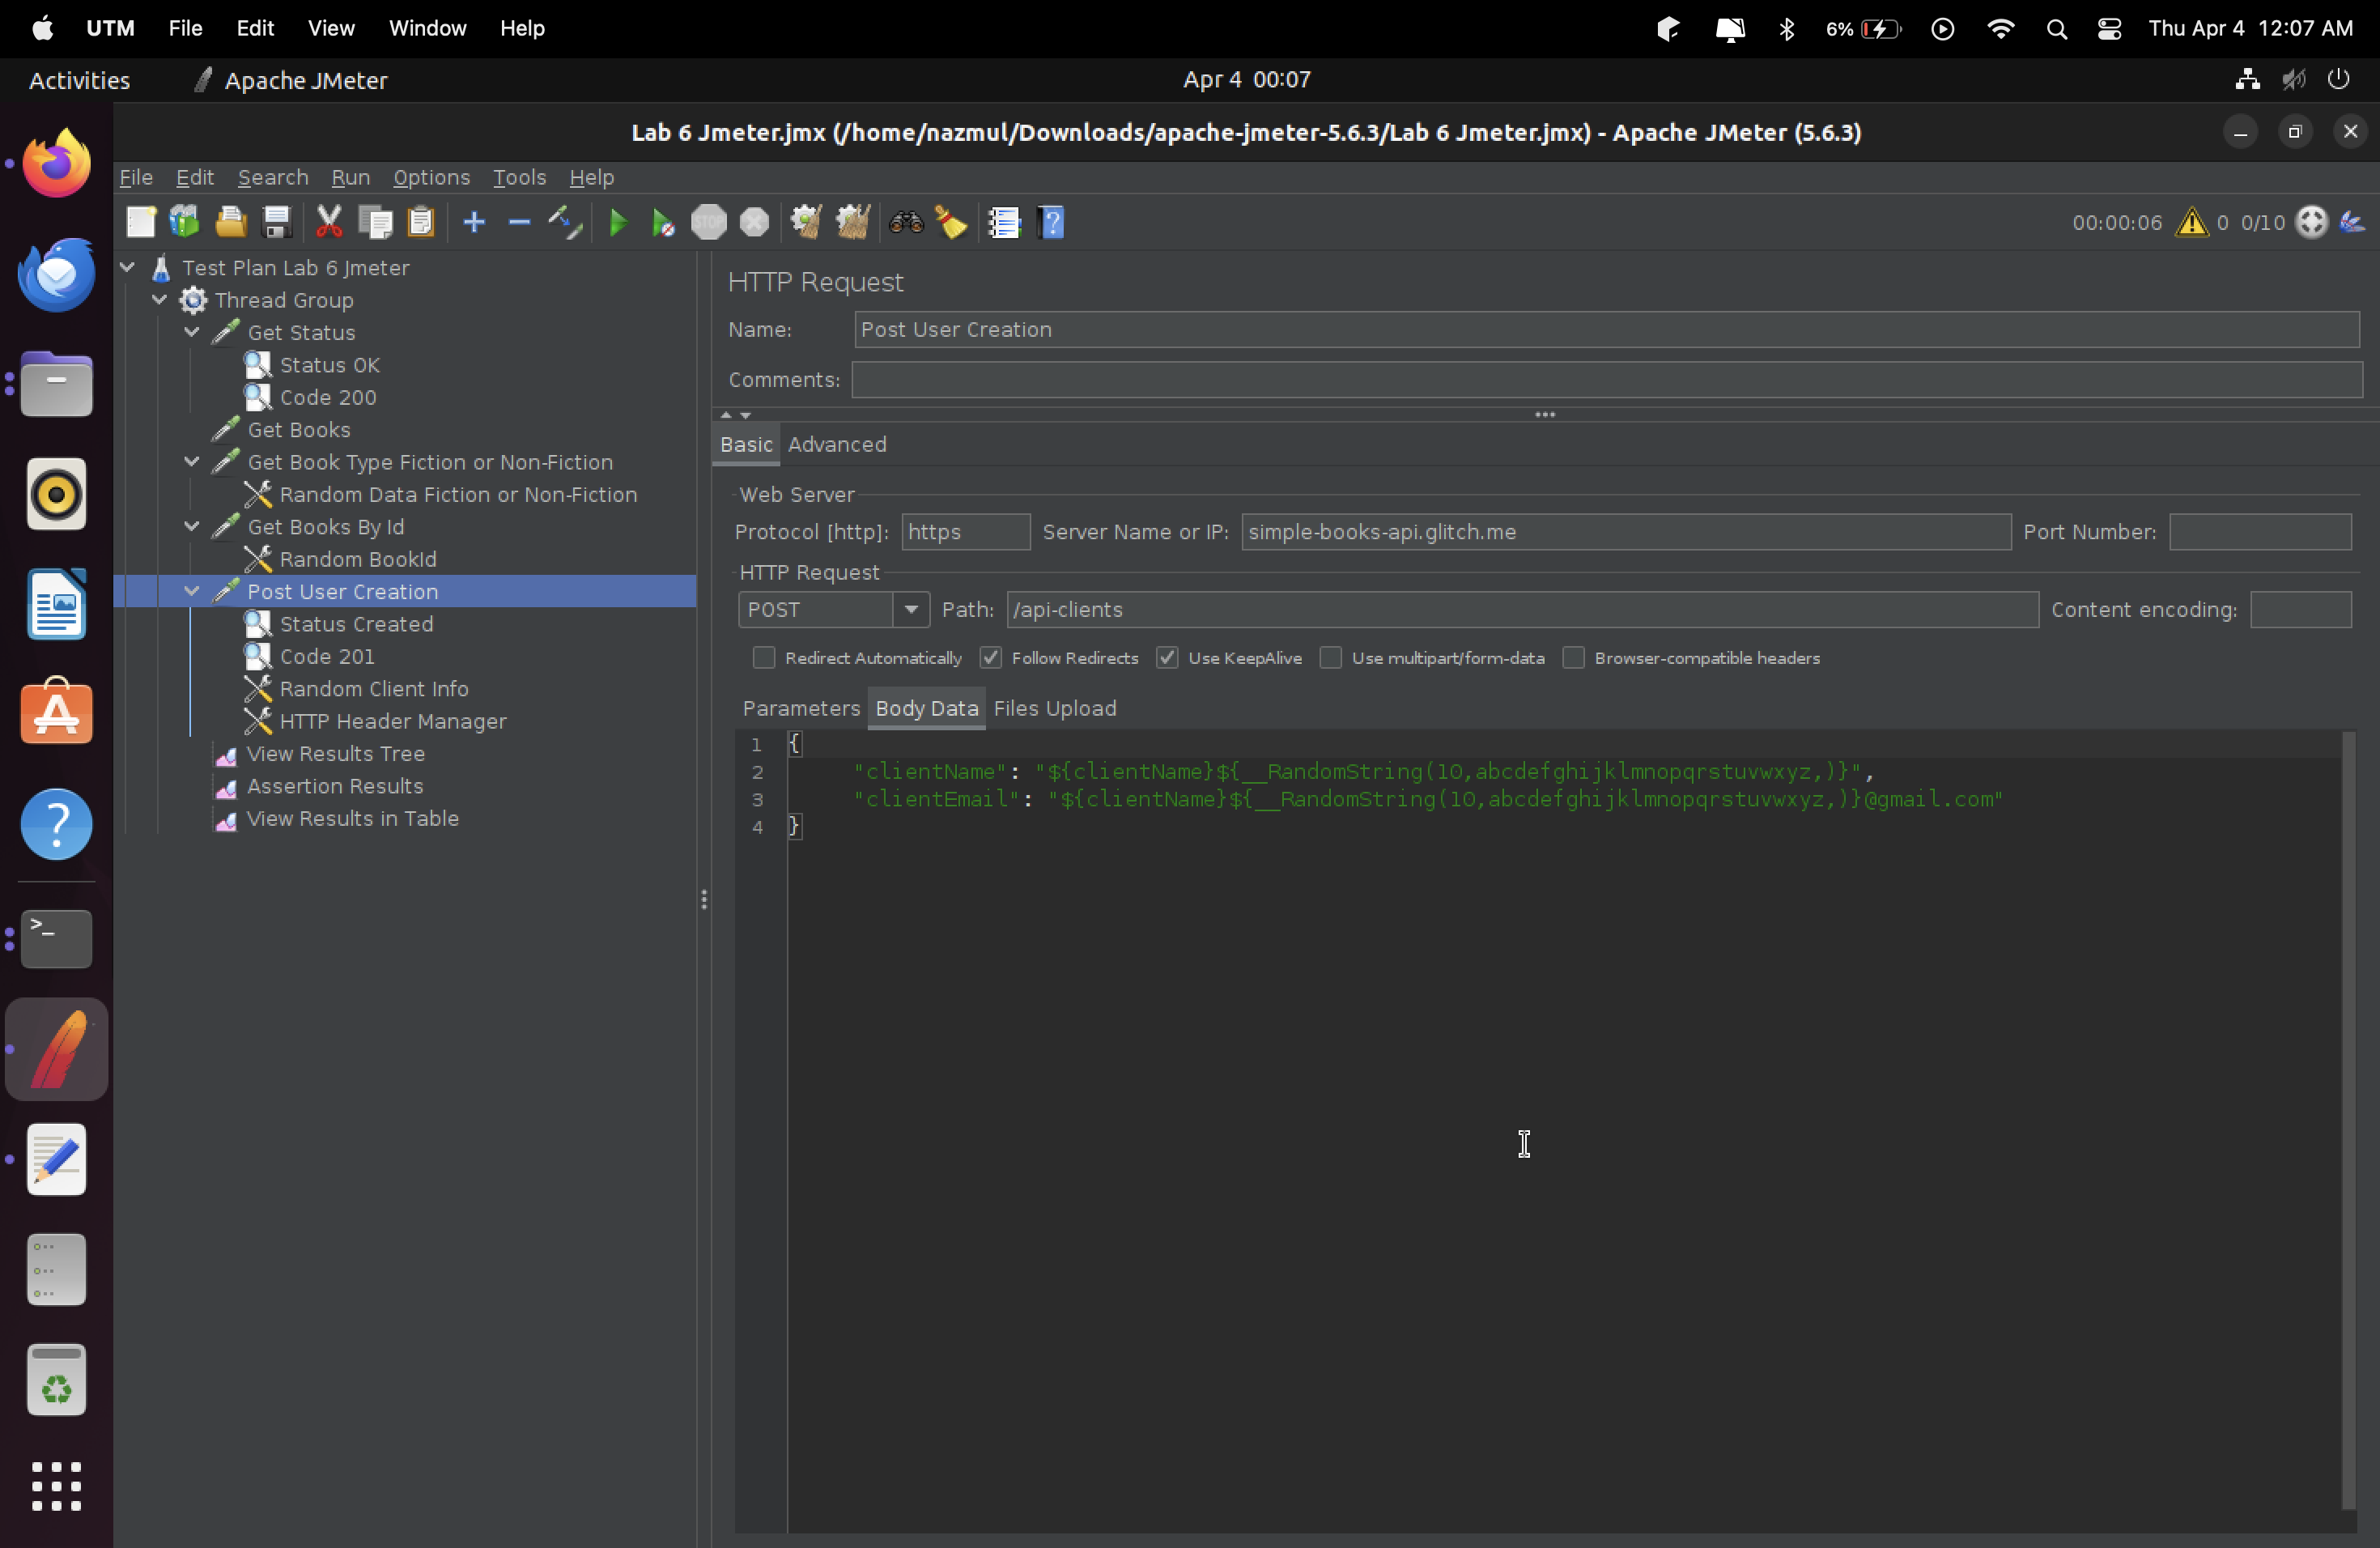 UTM File Edit View Window Help 6% Thu Apr 4 12:07 AM
Activities Apache JMeter Apr 4 00:07
Lab 6 Jmeter.jmx (/home/nazmul/Downloads/apache-jmeter-5.6.3/Lab 6 Jmeter.jmx) - Apache JMeter (5.6.3)
File Edit Search Run Options Tools Help
STOP 00:00:06 0 0/10
Test Plan Lab 6 Jmeter
Thread Group
Get Status
Status OK
Code 200
Get Books
Get Book Type Fiction or Non-Fiction
Random Data Fiction or Non-Fiction
Get Books By Id
Random BookId
Post User Creation
Status Created
Code 201
Random Client Info
HTTP Header Manager
View Results Tree
Assertion Results
View Results in Table
HTTP Request
Name: Post User Creation
Comments:
Basic Advanced
Web Server
Protocol [http]: https Server Name or IP: simple-books-api.glitch.me Port Number:
HTTP Request
POST Path: /api-clients Content encoding:
Redirect Automatically Follow Redirects Use KeepAlive Use multipart/form-data Browser-compatible headers
Parameters Body Data Files Upload
1 {
2 "clientName": "${clientName}${__RandomString(10,abcdefghijklmnopqrstuvwxyz,)}",
3 "clientEmail": "${clientName}${__RandomString(10,abcdefghijklmnopqrstuvwxyz,)}@gmail.com"
4 }